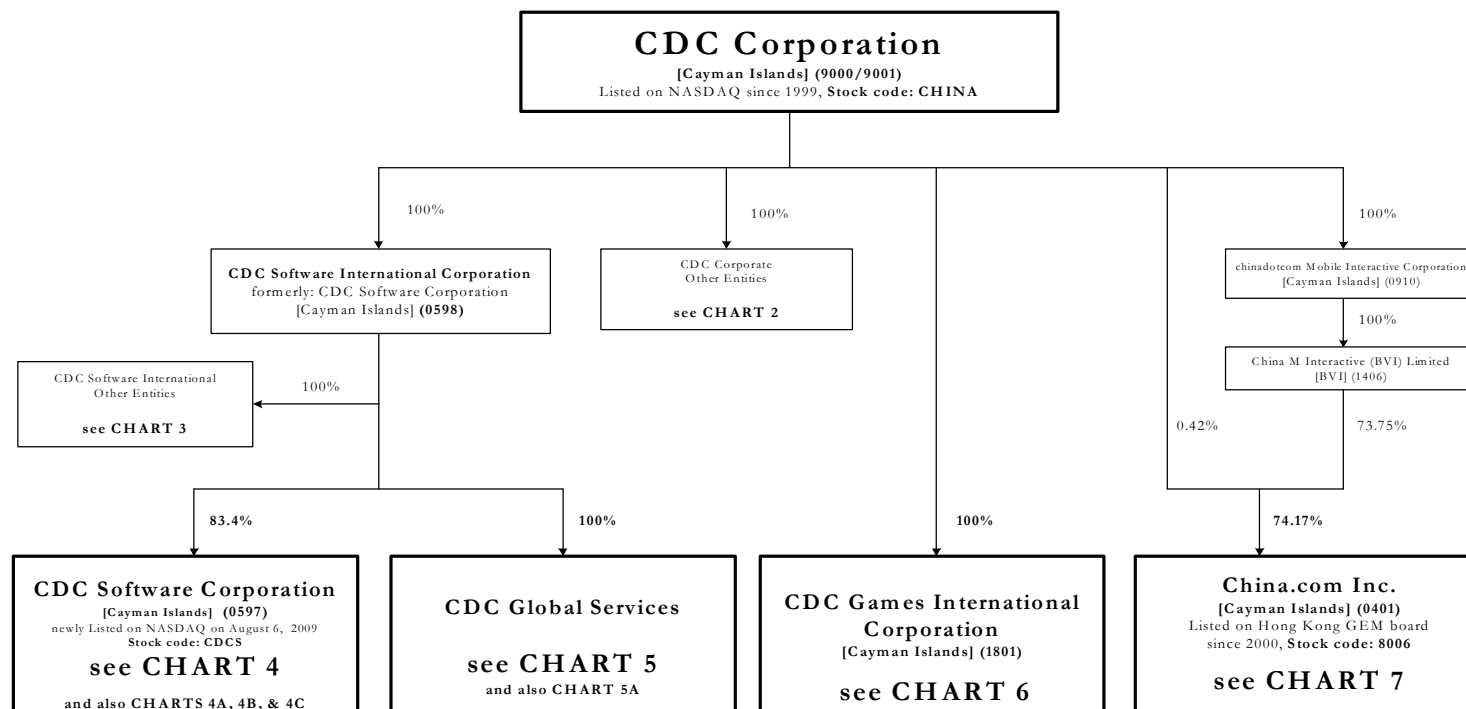 CDC Corporation
[Cayman Islands] (9000/9001)
Listed on NASDAQ since 1999, Stock code: CHINA
100%
100%
100%
CDC Software International Corporation
formerly: CDC Software Corporation
[Cayman Islands] (0598)
CDC Corporate
Other Entities
see CHART 2
chinadotcom Mobile Interactive Corporation
[Cayman Islands] (0910)
100%
China M Interactive (BVI) Limited
[BVI] (1406)
CDC Software International
Other Entities
see CHART 3
100%
0.42%
73.75%
83.4%
100%
100%
74.17%
CDC Software Corporation
[Cayman Islands] (0597)
newly Listed on NASDAQ on August 6, 2009
Stock code: CDCS
see CHART 4
and also CHARTS 4A, 4B, & 4C
CDC Global Services
see CHART 5
and also CHART 5A
CDC Games International
Corporation
[Cayman Islands] (1801)
see CHART 6
China.com Inc.
[Cayman Islands] (0401)
Listed on Hong Kong GEM board
since 2000, Stock code: 8006
see CHART 7